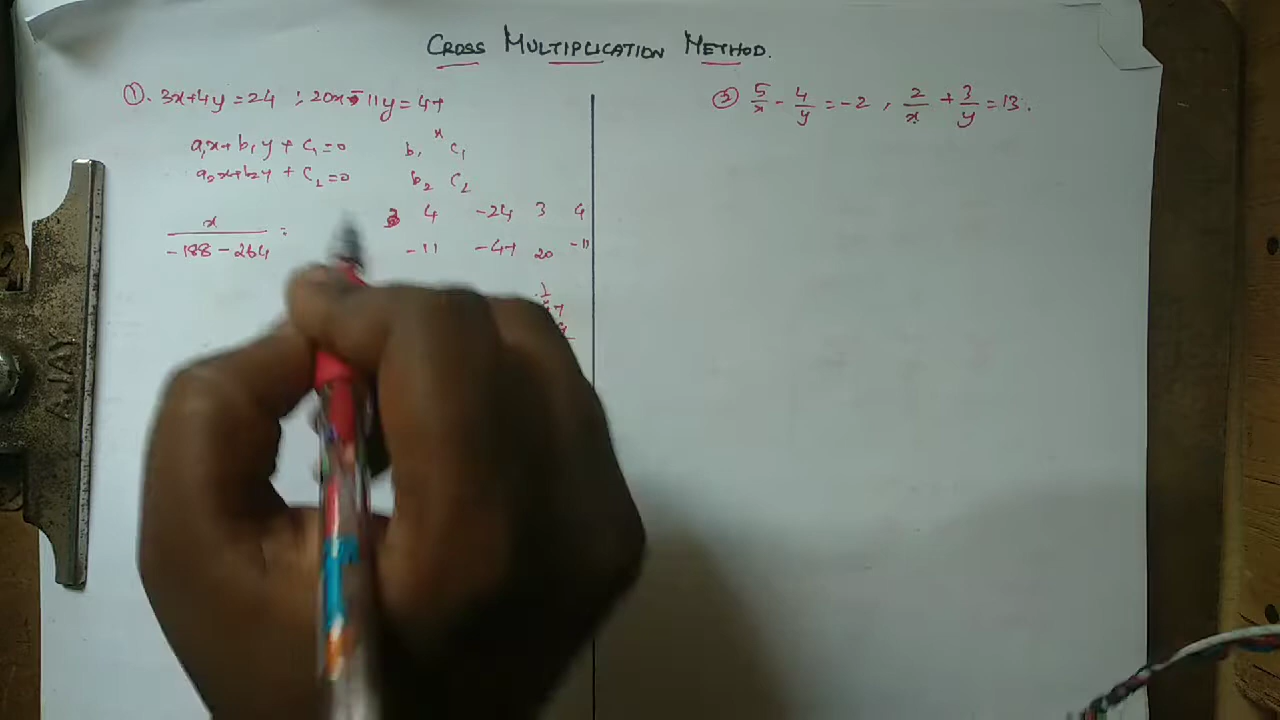 CROSS MULTIPLICATION METHOD.
①. 3x+4y=24 ; 20x-11y=47
a₁x+b₁y+c₁=0
a₂x+b₂y+c₂=0
x
b₁ c₁
b₂ c₂
3 4 -24 3 4
-11 -47 20 -11
x
-188-264
=
② 5/x - 4/y = -2 , 2/x + 3/y = 13.